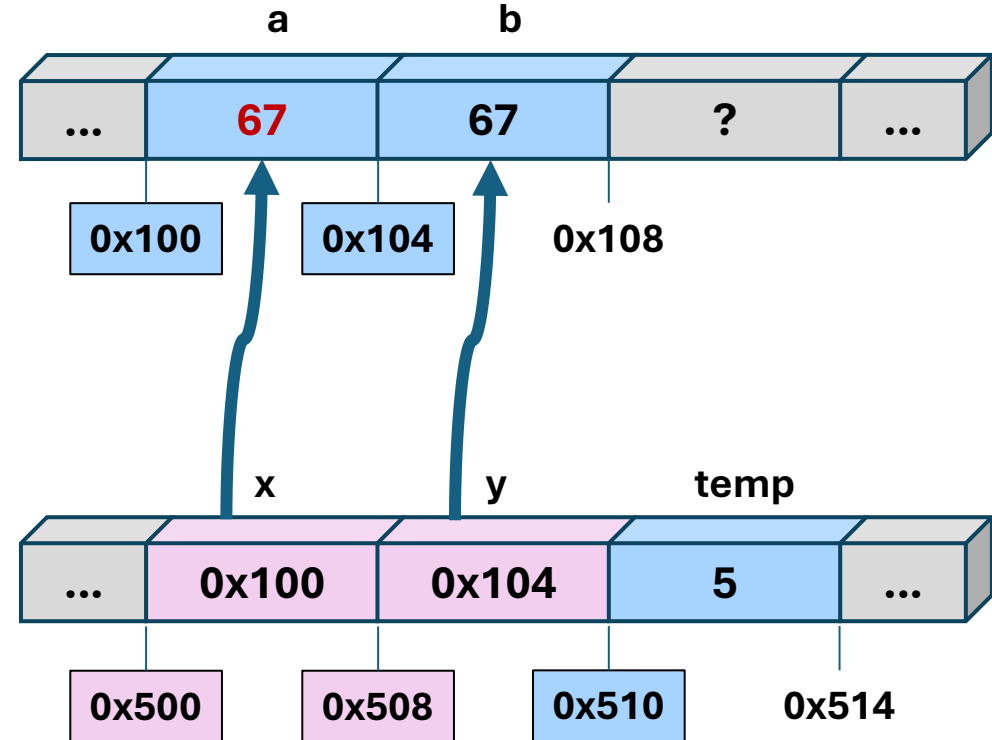 a b
... 67 67 ? ...
0x100 0x104 0x108
x y temp
... 0x100 0x104 5 ...
0x500 0x508 0x510 0x514